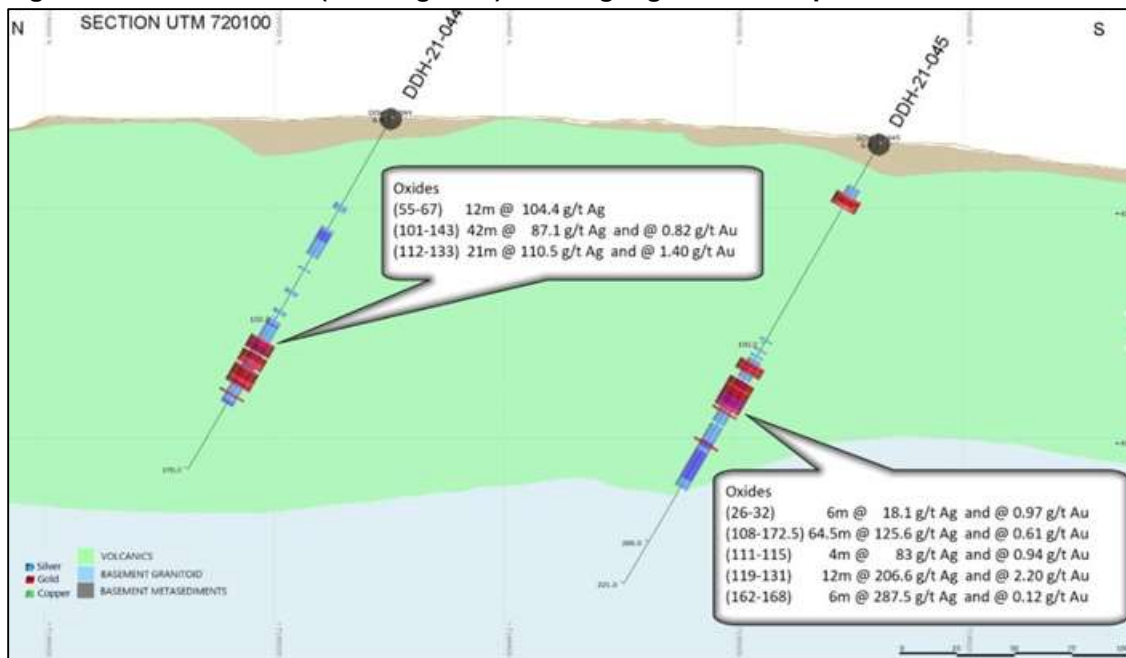 N
SECTION UTM 720100
DDH-21-044
DDH-21-045
S
Oxides
(55-67) 12m @ 104.4 g/t Ag
(101-143) 42m @ 87.1 g/t Ag and @ 0.82 g/t Au
(112-133) 21m @ 110.5 g/t Ag and @ 1.40 g/t Au
Oxides
(26-32) 6m @ 18.1 g/t Ag and @ 0.97 g/t Au
(108-172.5) 64.5m @ 125.6 g/t Ag and @ 0.61 g/t Au
(111-115) 4m @ 83 g/t Ag and @ 0.94 g/t Au
(119-131) 12m @ 206.6 g/t Ag and @ 2.20 g/t Au
(162-168) 6m @ 287.5 g/t Ag and @ 0.12 g/t Au
Silver
Gold
Copper
VOLCANICS
BASEMENT GRANITOID
BASEMENT METASEDIMENTS